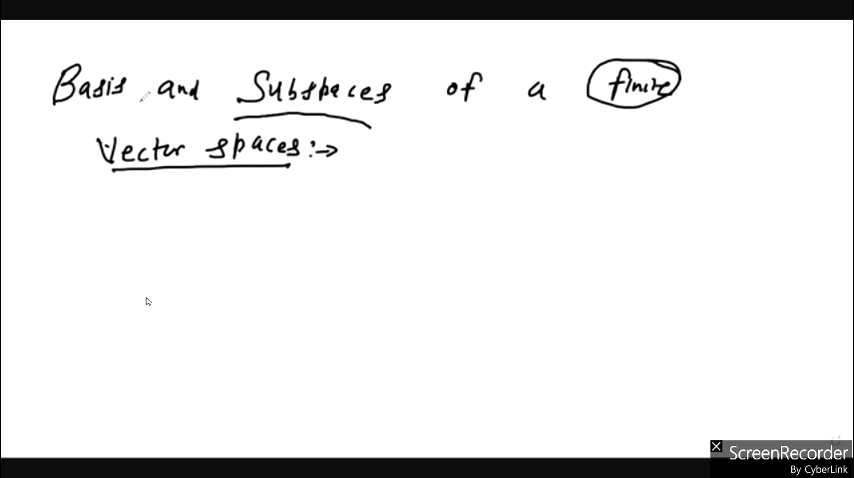 Basis and Subspaces of a finite
Vector spaces:→
ScreenRecorder
By CyberLink